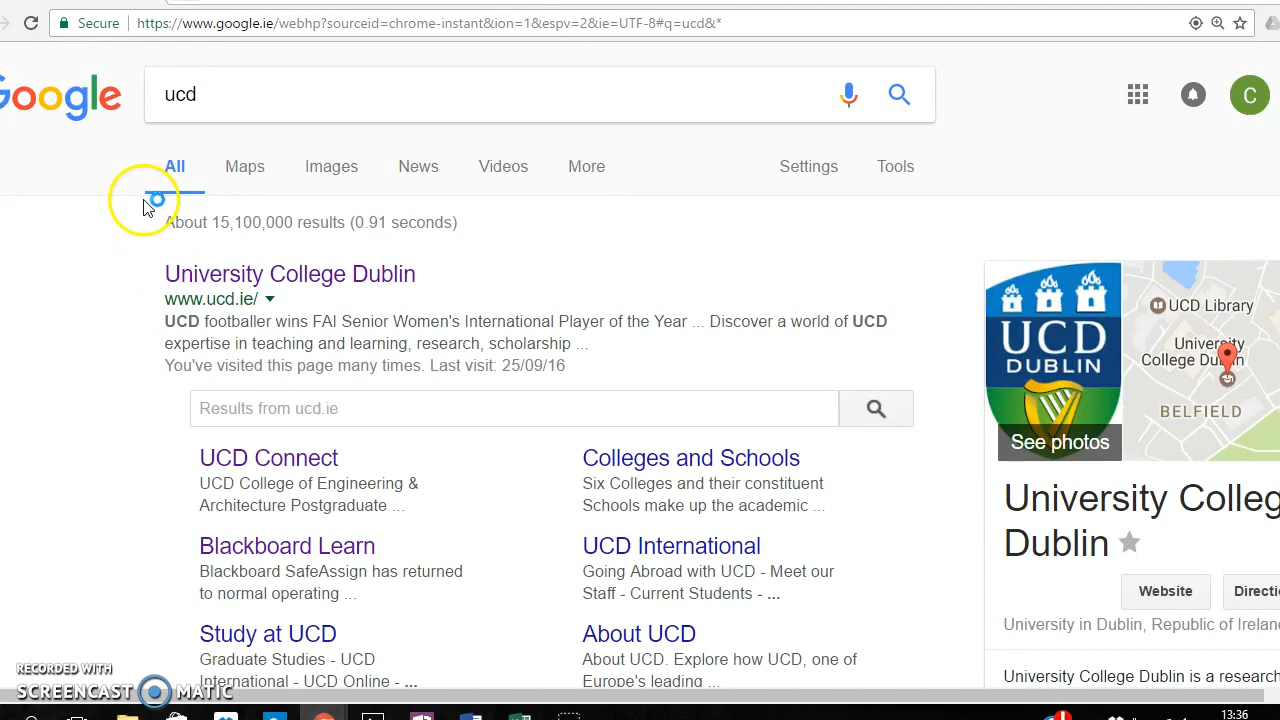 Secure https://www.google.ie/webhp?sourceid=chrome-instant&ion=1&espv=2&ie=UTF-8#q=ucd&*
Google
ucd
C
All Maps Images News Videos More Settings Tools
About 15,100,000 results (0.91 seconds)
University College Dublin
www.ucd.ie/
UCD footballer wins FAI Senior Women's International Player of the Year ... Discover a world of UCD
expertise in teaching and learning, research, scholarship ...
You've visited this page many times. Last visit: 25/09/16
Results from ucd.ie
UCD Connect
UCD College of Engineering &
Architecture Postgraduate ...
Colleges and Schools
Six Colleges and their constituent
Schools make up the academic ...
Blackboard Learn
Blackboard SafeAssign has returned
to normal operating ...
UCD International
Going Abroad with UCD - Meet our
Staff - Current Students - ...
Study at UCD
Graduate Studies - UCD
International - UCD Online - ...
About UCD
About UCD. Explore how UCD, one of
Europe's leading ...
UCD
DUBLIN
See photos
UCD Library
University
College Dublin
BELFIELD
University Colleg
Dublin
Website Directi
University in Dublin, Republic of Irelan
University College Dublin is a researc
RECORDED WITH
SCREENCAST MATIC
13:36